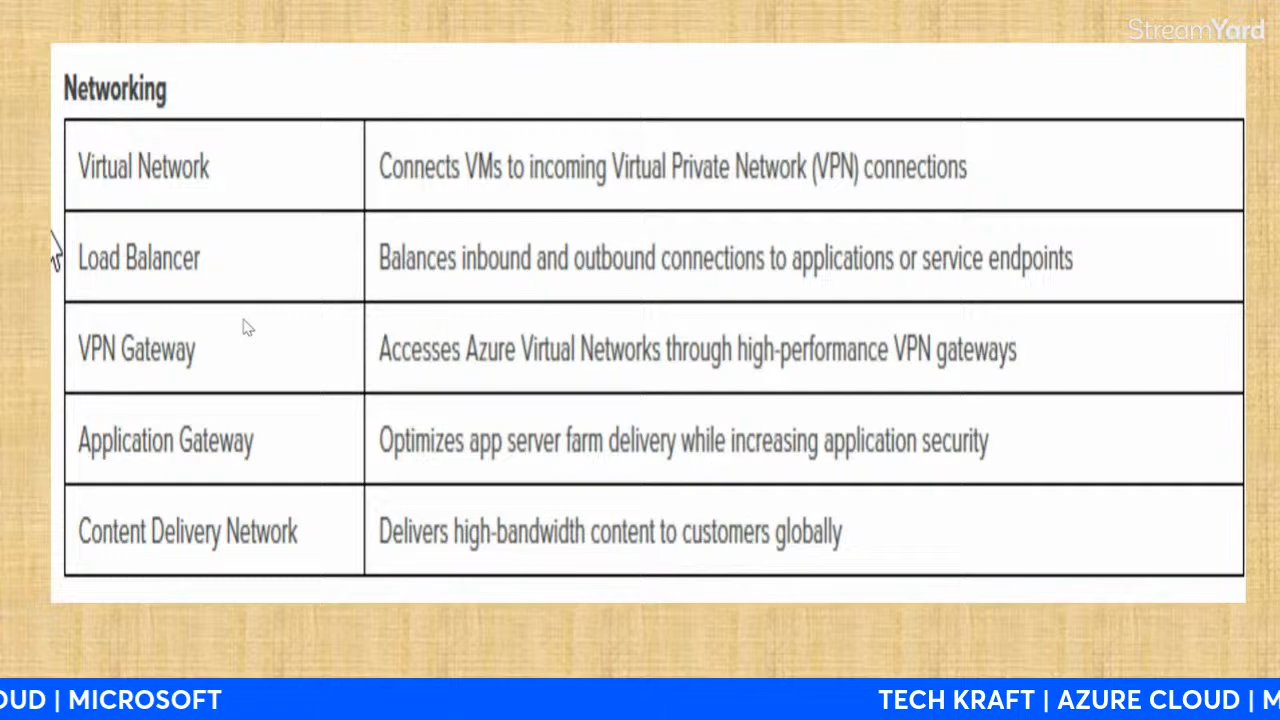 StreamYard
Networking
Virtual Network
Connects VMs to incoming Virtual Private Network (VPN) connections
Load Balancer
Balances inbound and outbound connections to applications or service endpoints
VPN Gateway
Accesses Azure Virtual Networks through high-performance VPN gateways
Application Gateway
Optimizes app server farm delivery while increasing application security
Content Delivery Network
Delivers high-bandwidth content to customers globally
OUD | MICROSOFT
TECH KRAFT | AZURE CLOUD | M